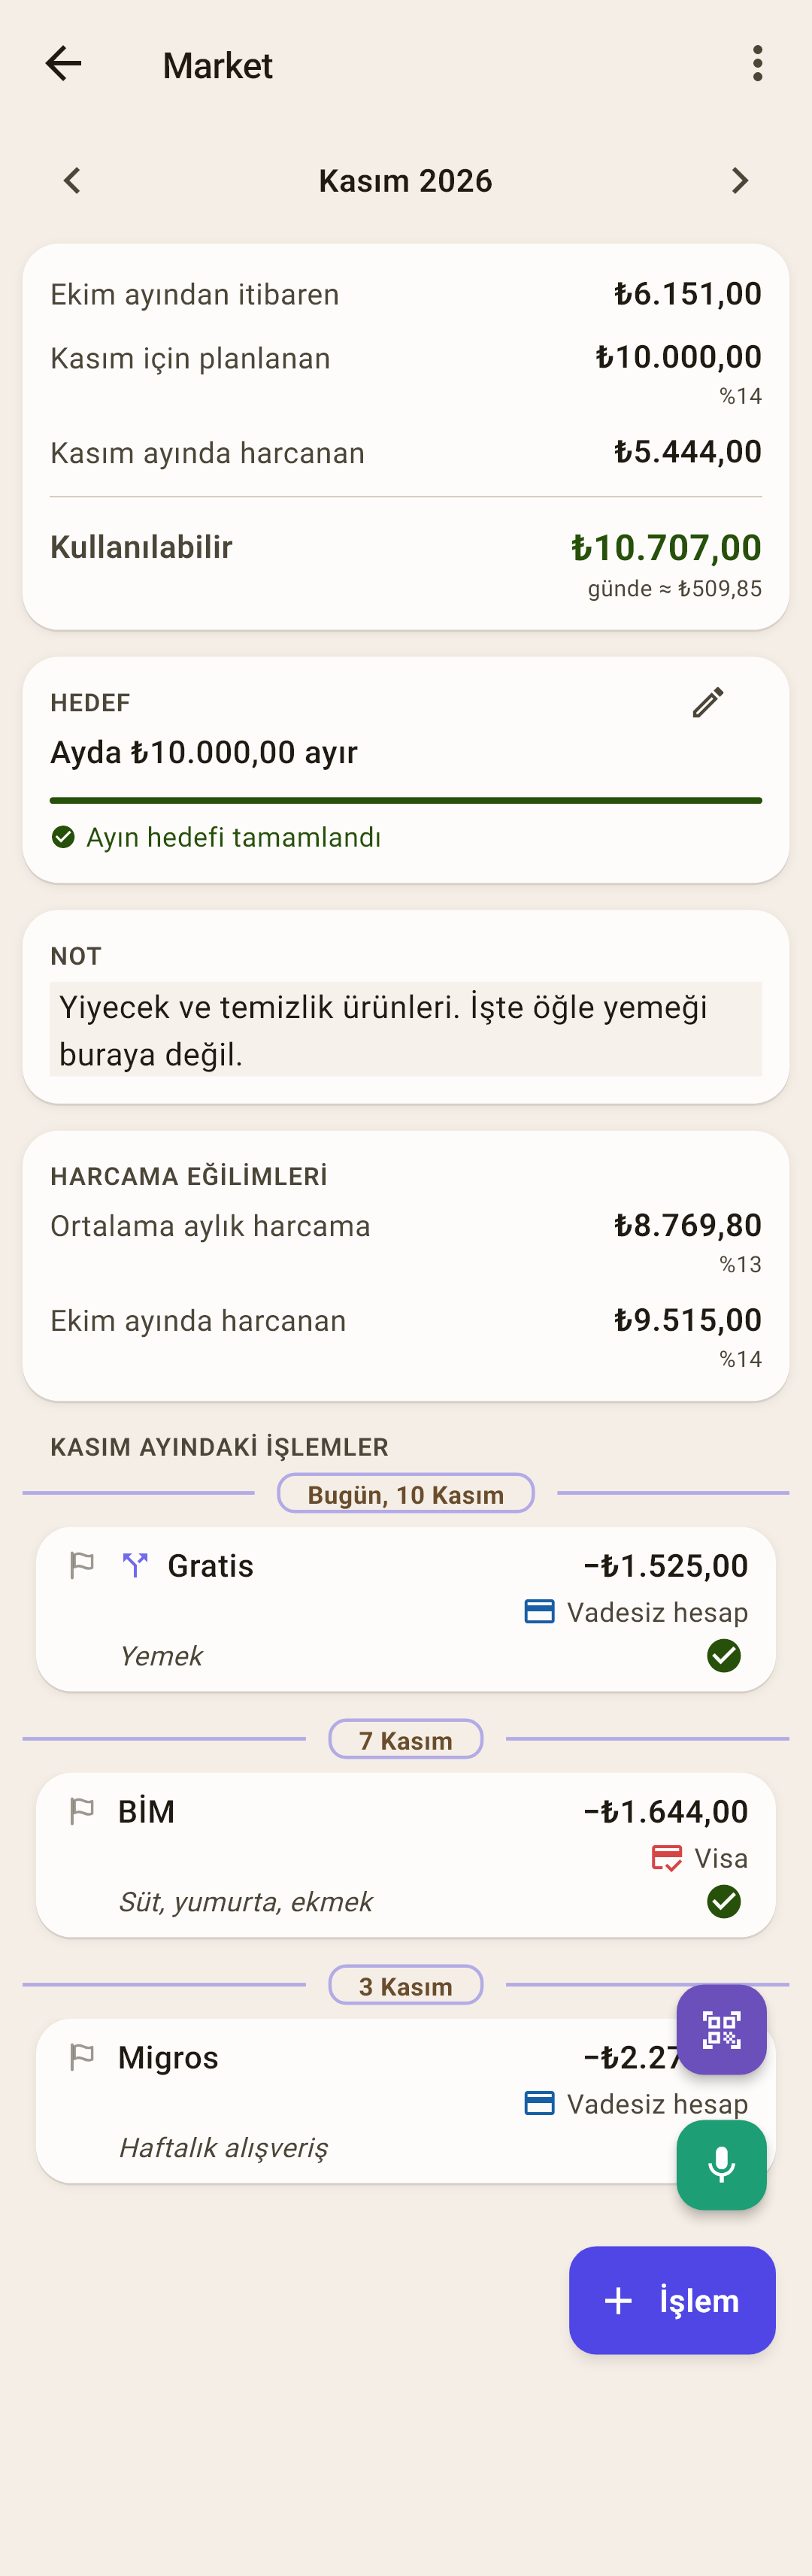 Market
Kasım 2026
Ekim ayından itibaren ₺6.151,00
Kasım için planlanan ₺10.000,00
%14
Kasım ayında harcanan ₺5.444,00
Kullanılabilir ₺10.707,00
günde ≈ ₺509,85
HEDEF
Ayda ₺10.000,00 ayır
Ayın hedefi tamamlandı
NOT
Yiyecek ve temizlik ürünleri. İşte öğle yemeği
buraya değil.
HARCAMA EĞİLİMLERİ
Ortalama aylık harcama ₺8.769,80
%13
Ekim ayında harcanan ₺9.515,00
%14
KASIM AYINDAKİ İŞLEMLER
Bugün, 10 Kasım
Gratis −₺1.525,00
Vadesiz hesap
Yemek
7 Kasım
BİM −₺1.644,00
Visa
Süt, yumurta, ekmek
3 Kasım
Migros
Vadesiz hesap
Haftalık alışveriş
+ İşlem